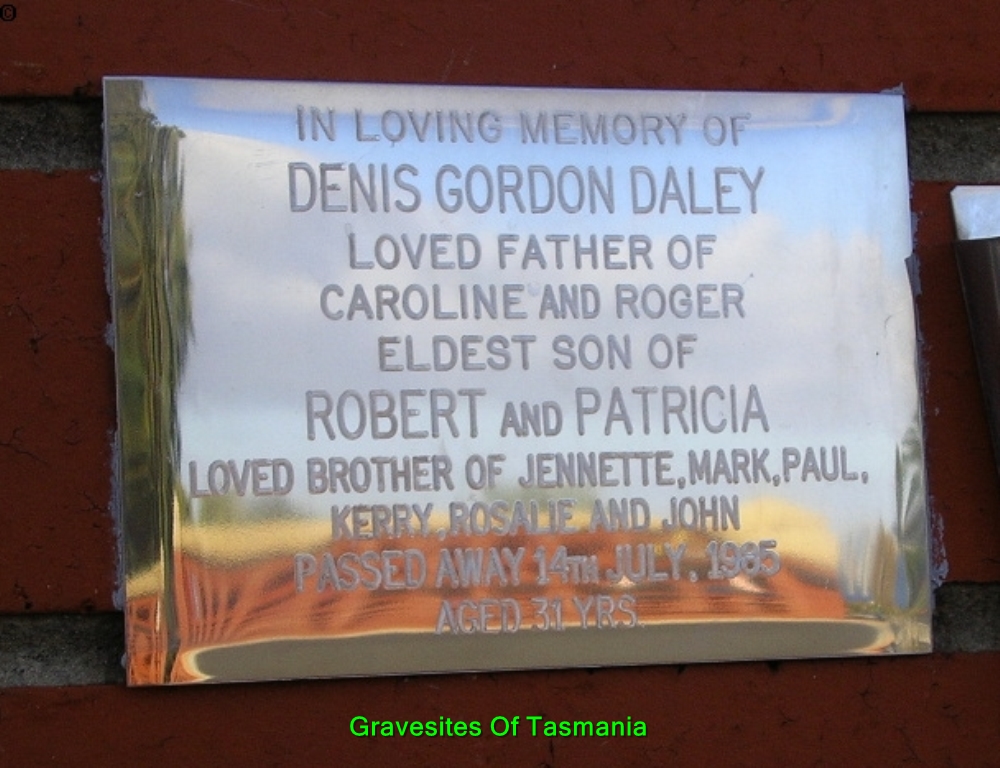 ©
IN LOVING MEMORY OF
DENIS GORDON DALEY
LOVED FATHER OF
CAROLINE AND ROGER
ELDEST SON OF
ROBERT AND PATRICIA
LOVED BROTHER OF JENNETTE, MARK, PAUL,
KERRY, ROSALIE AND JOHN
PASSED AWAY 14TH JULY, 1985
AGED 31 YRS.
Gravesites Of Tasmania